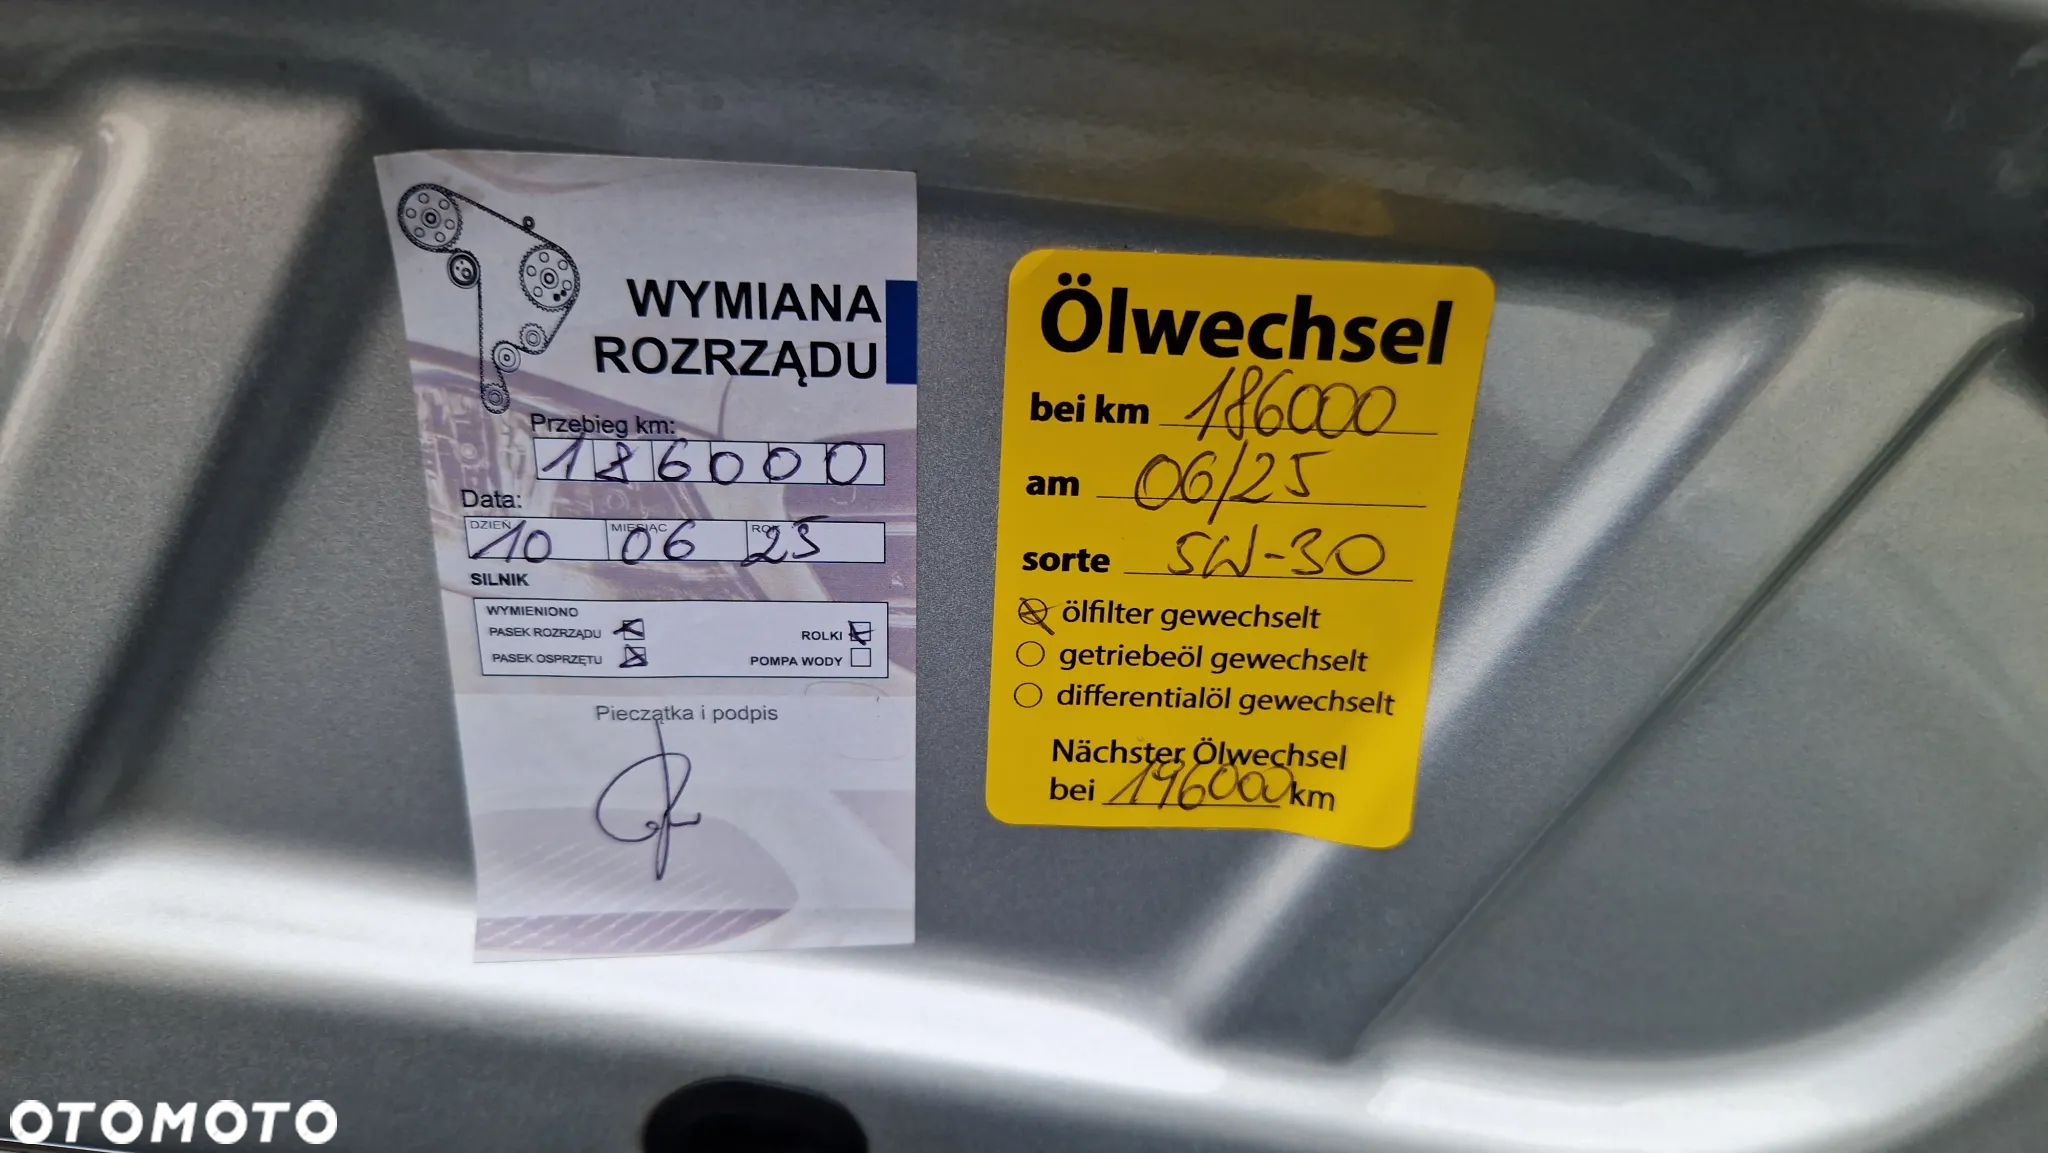 WYMIANA
ROZRZĄDU
Przebieg km:
186000
Data:
DZIEŃ MIESIĄC ROK
10 06 25
SILNIK
WYMIENIONO
PASEK ROZRZĄDU
ROLKI
PASEK OSPRZĘTU
POMPA WODY
Pieczątka i podpis
Ölwechsel
bei km 186000
am 06/25
sorte 5W-30
ölfilter gewechselt
getriebeöl gewechselt
differentialöl gewechselt
Nächster Ölwechsel
bei 196000 km
OTOMOTO